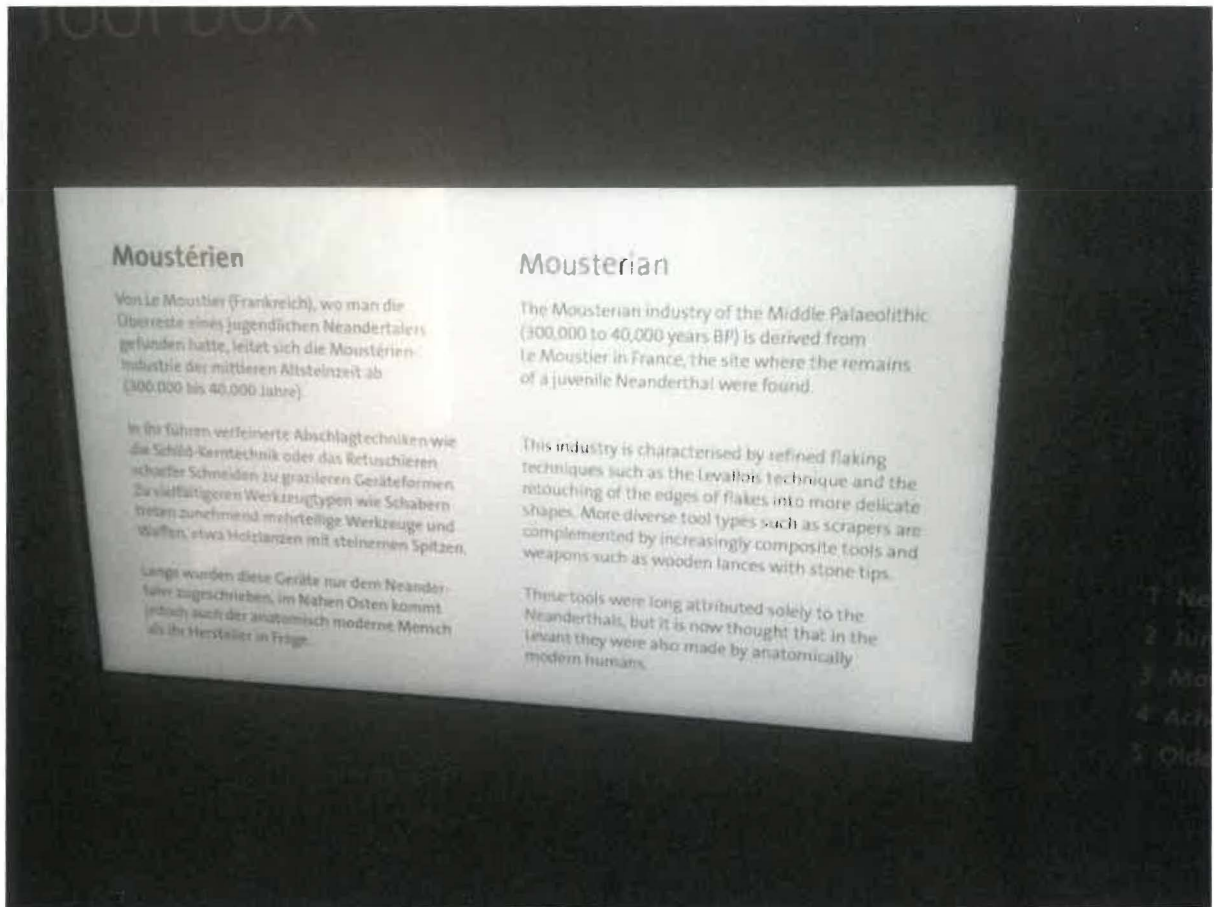 Tool box
Moustérien
Von Le Moustier (Frankreich), wo man die
Überreste eines jugendlichen Neandertalers
gefunden hatte, leitet sich die Moustérien-
Industrie der mittleren Altsteinzeit ab
(300.000 bis 40.000 Jahre).
In ihr führen verfeinerte Abschlagtechniken wie
die Schild-Kerntechnik oder das Retuschieren
scharfer Schneiden zu grazileren Geräteformen.
Zu vielfältigeren Werkzeugtypen wie Schabern
treten zunehmend mehrteilige Werkzeuge und
Waffen, etwa Holzlanzen mit steinernen Spitzen.
Lange wurden diese Geräte nur dem Neander-
taler zugeschrieben, im Nahen Osten kommt
jedoch auch der anatomisch moderne Mensch
als ihr Hersteller in Frage.
Mousterian
The Mousterian industry of the Middle Palaeolithic
(300,000 to 40,000 years BP) is derived from
Le Moustier in France, the site where the remains
of a juvenile Neanderthal were found.
This industry is characterised by refined flaking
techniques such as the Levallois technique and the
retouching of the edges of flakes into more delicate
shapes. More diverse tool types such as scrapers are
complemented by increasingly composite tools and
weapons such as wooden lances with stone tips.
These tools were long attributed solely to the
Neanderthals, but it is now thought that in the
Levant they were also made by anatomically
modern humans.
1 Ne
2 Jun
3 Mou
4 Ach
5 Olde